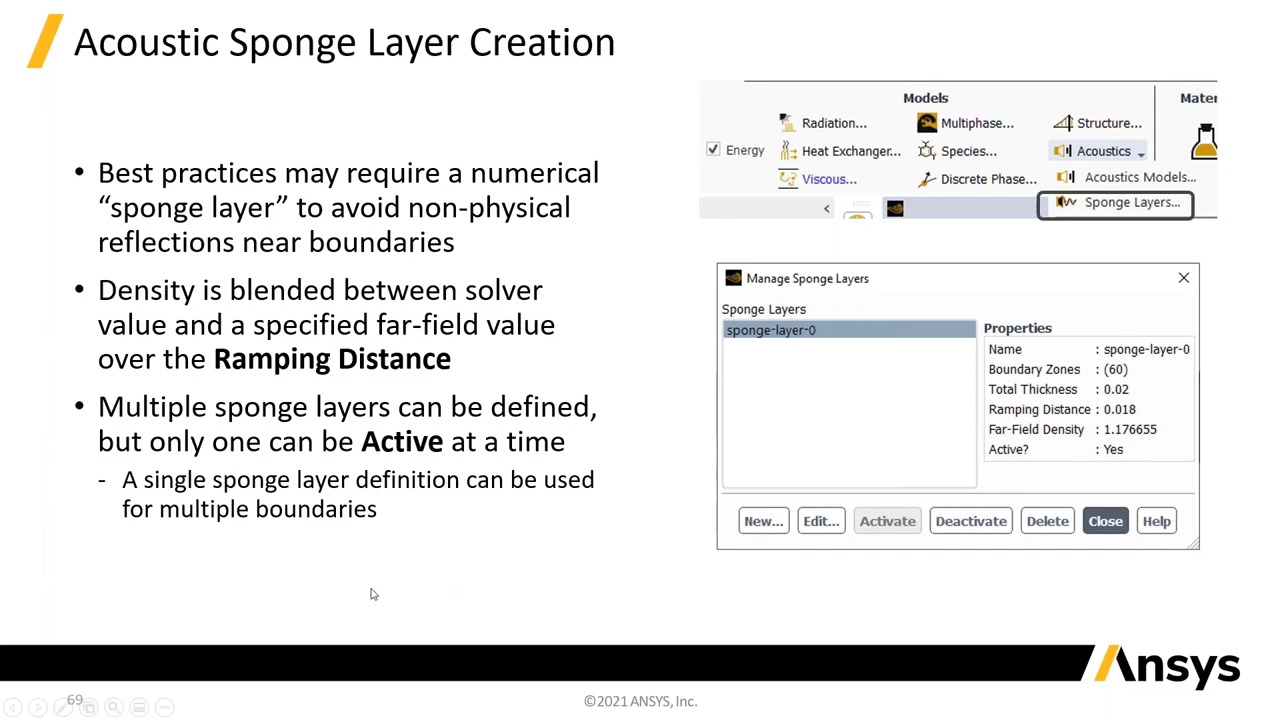 Acoustic Sponge Layer Creation
• Best practices may require a numerical
“sponge layer” to avoid non-physical
reflections near boundaries
• Density is blended between solver
value and a specified far-field value
over the Ramping Distance
• Multiple sponge layers can be defined,
but only one can be Active at a time
- A single sponge layer definition can be used
for multiple boundaries
Models
Mater
Energy
Radiation...
Multiphase...
Structure...
Heat Exchanger...
Species...
Acoustics
Viscous...
Discrete Phase...
Acoustics Models...
Sponge Layers...
Manage Sponge Layers
Sponge Layers
sponge-layer-0
Properties
Name : sponge-layer-0
Boundary Zones : (60)
Total Thickness : 0.02
Ramping Distance : 0.018
Far-Field Density : 1.176655
Active? : Yes
New... Edit... Activate Deactivate Delete Close Help
Ansys
69
©2021 ANSYS, Inc.